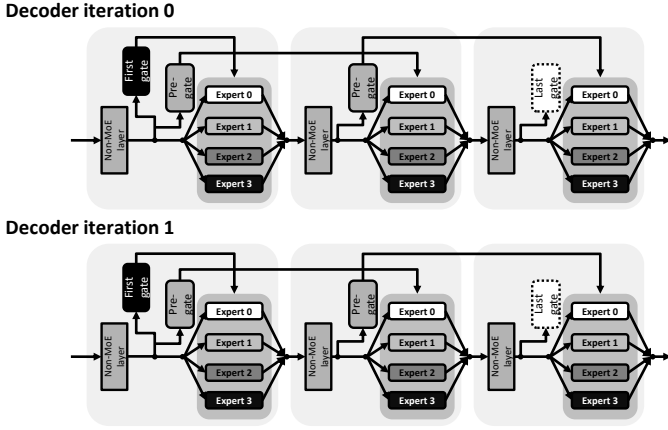 Decoder iteration 0
First
gate
Pre-
gate
Pre-
gate
Last
gate
Non-MoE
layer
Expert 0
Expert 1
Expert 2
Expert 3
Non-MoE
layer
Expert 0
Expert 1
Expert 2
Expert 3
Non-MoE
layer
Expert 0
Expert 1
Expert 2
Expert 3
Decoder iteration 1
First
gate
Pre-
gate
Pre-
gate
Last
gate
Non-MoE
layer
Expert 0
Expert 1
Expert 2
Expert 3
Non-MoE
layer
Expert 0
Expert 1
Expert 2
Expert 3
Non-MoE
layer
Expert 0
Expert 1
Expert 2
Expert 3